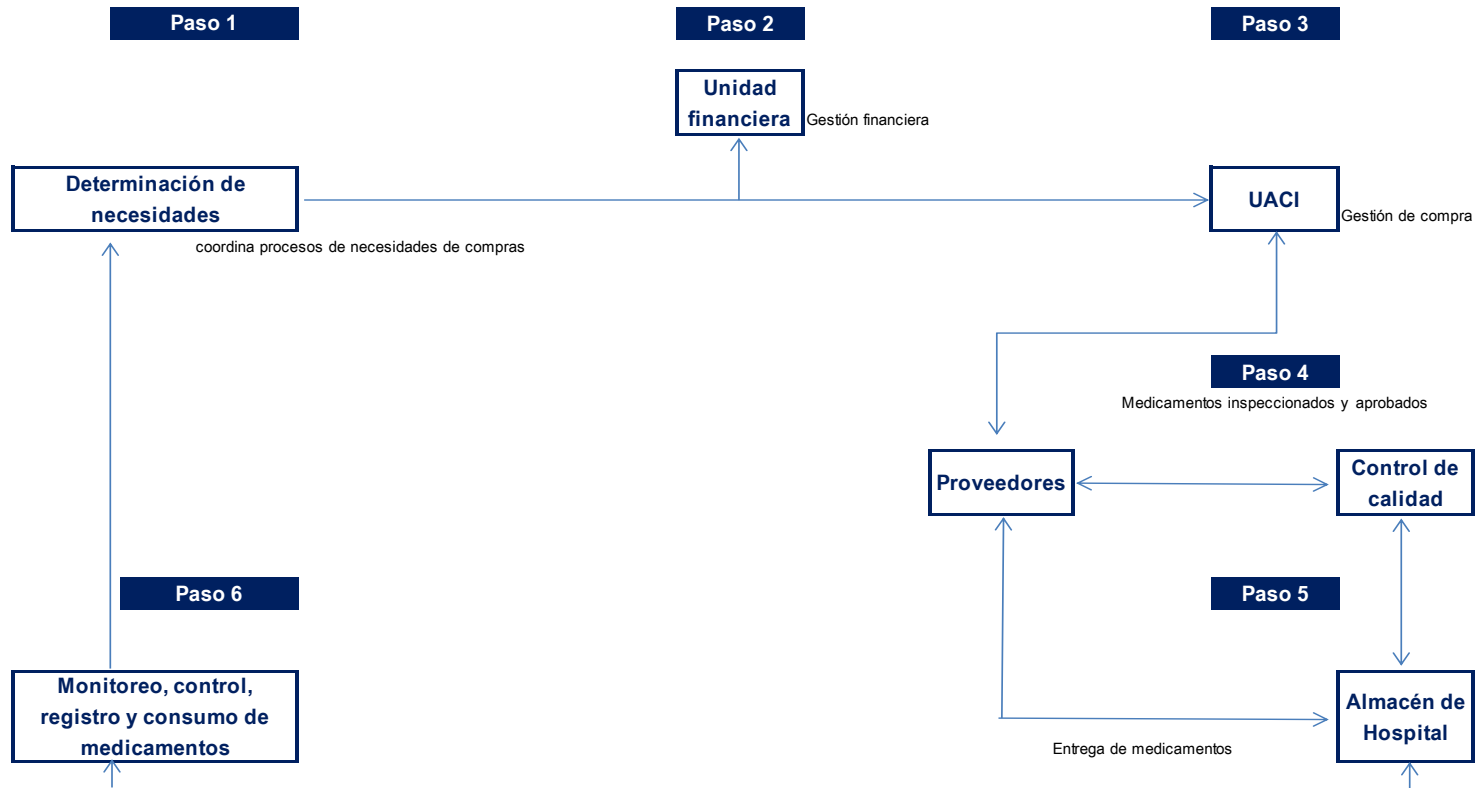 Paso 1
Paso 2
Paso 3
Unidad
financiera
Gestión financiera
Determinación de
necesidades
UACI
Gestión de compra
coordina procesos de necesidades de compras
Paso 4
Medicamentos inspeccionados y aprobados
Proveedores
Control de
calidad
Paso 6
Paso 5
Monitoreo, control,
registro y consumo de
medicamentos
Almacén de
Hospital
Entrega de medicamentos